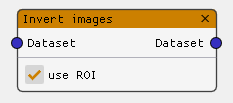 Invert images
Dataset Dataset
use ROI